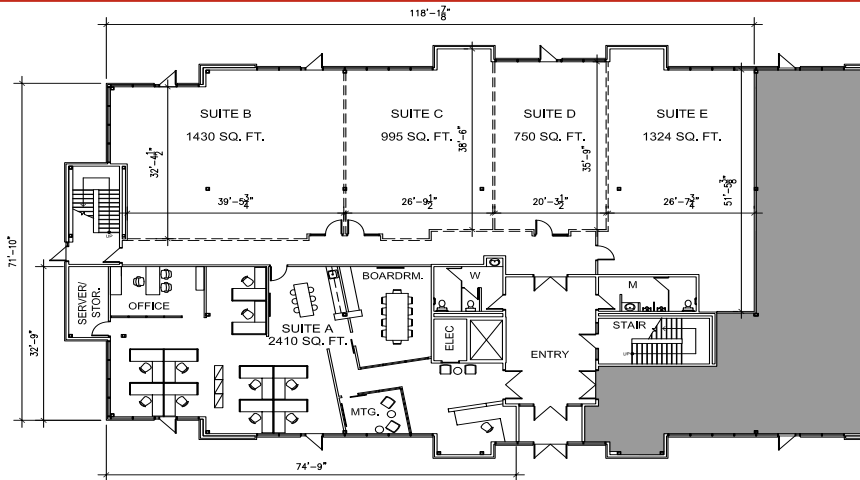 118'-1 7/8"
SUITE B
1430 SQ. FT.
SUITE C
995 SQ. FT.
SUITE D
750 SQ. FT.
SUITE E
1324 SQ. FT.
32'-4 1/2"
38'-6"
35'-9"
51'-5 3/8"
39'-5 3/4"
26'-9 1/2"
20'-3 1/2"
26'-7 3/4"
71'-10"
UP
32'-9"
SERVER/
STOR.
OFFICE
BOARDRM.
W
M
SUITE A
2410 SQ. FT.
ELEC
ENTRY
STAIR
UP
MTG.
74'-9"